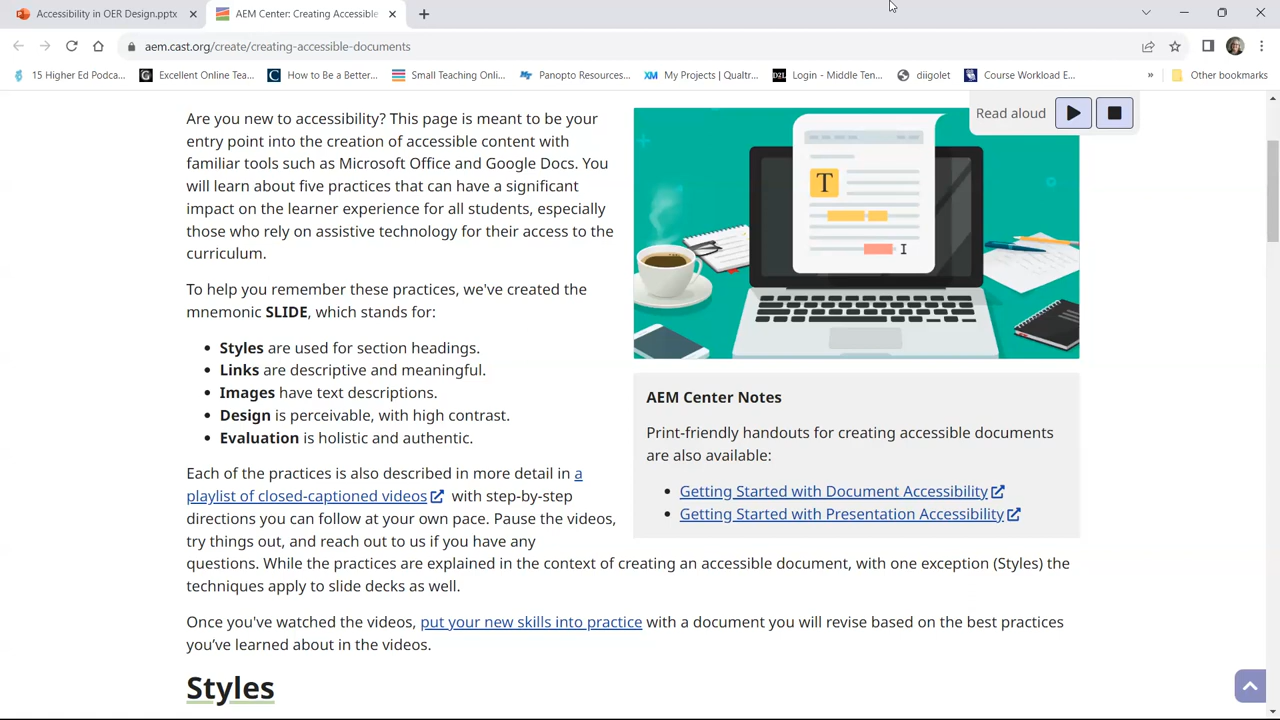 Accessibility in OER Design.pptx
AEM Center: Creating Accessible
aem.cast.org/create/creating-accessible-documents
15 Higher Ed Podca...
Excellent Online Tea...
How to Be a Better...
Small Teaching Onli...
Panopto Resources...
My Projects | Qualtr...
Login - Middle Ten...
diigolet
Course Workload E...
»
Other bookmarks
Read aloud
Are you new to accessibility? This page is meant to be your
entry point into the creation of accessible content with
familiar tools such as Microsoft Office and Google Docs. You
will learn about five practices that can have a significant
impact on the learner experience for all students, especially
those who rely on assistive technology for their access to the
curriculum.
To help you remember these practices, we've created the
mnemonic SLIDE, which stands for:
• Styles are used for section headings.
• Links are descriptive and meaningful.
• Images have text descriptions.
• Design is perceivable, with high contrast.
• Evaluation is holistic and authentic.
T
AEM Center Notes
Print-friendly handouts for creating accessible documents
are also available:
• Getting Started with Document Accessibility
• Getting Started with Presentation Accessibility
Each of the practices is also described in more detail in a
playlist of closed-captioned videos with step-by-step
directions you can follow at your own pace. Pause the videos,
try things out, and reach out to us if you have any
questions. While the practices are explained in the context of creating an accessible document, with one exception (Styles) the
techniques apply to slide decks as well.
Once you've watched the videos, put your new skills into practice with a document you will revise based on the best practices
you've learned about in the videos.
Styles